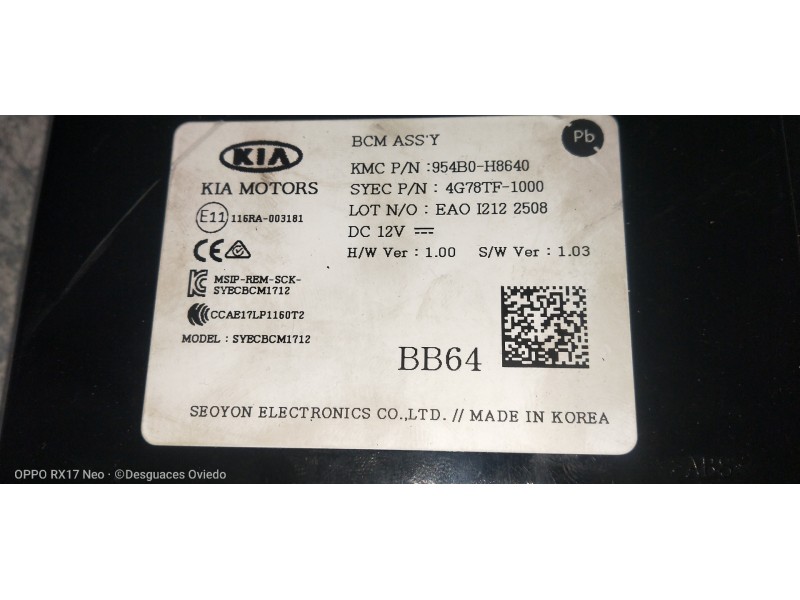 KIA
KIA MOTORS
BCM ASS'Y
Pb
KMC P/N :954B0-H8640
SYEC P/N : 4G78TF-1000
LOT N/O : EAO I212 2508
DC 12V
H/W Ver : 1.00 S/W Ver : 1.03
E11 116RA-003181
CE
MSIP-REM-SCK-
SYECBCM1712
CCAE17LP1160T2
MODEL : SYECBCM1712
BB64
SEOYON ELECTRONICS CO.,LTD. // MADE IN KOREA
ABS
OPPO RX17 Neo · ©Desguaces Oviedo